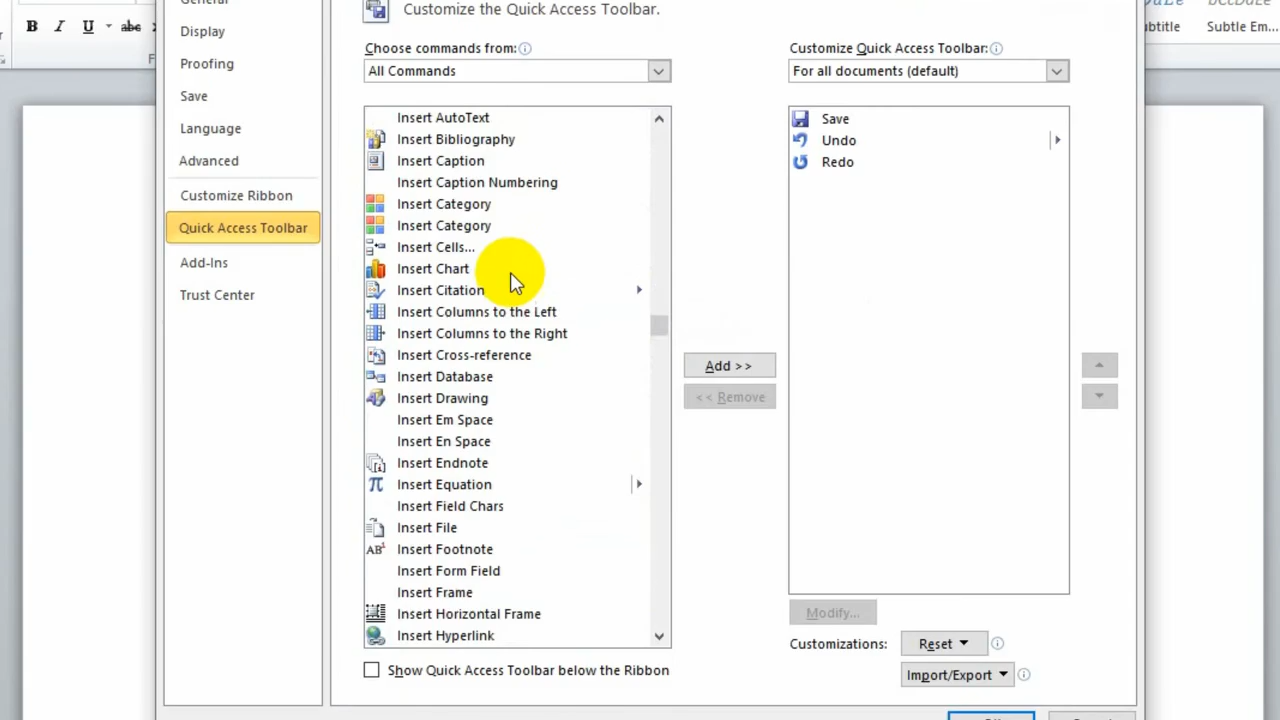 General
Customize the Quick Access Toolbar.
B I U abc
Display
Proofing
Save
Language
Advanced
Customize Ribbon
Quick Access Toolbar
Add-Ins
Trust Center
Choose commands from:
All Commands
Insert AutoText
Insert Bibliography
Insert Caption
Insert Caption Numbering
Insert Category
Insert Category
Insert Cells...
Insert Chart
Insert Citation
Insert Columns to the Left
Insert Columns to the Right
Insert Cross-reference
Insert Database
Insert Drawing
Insert Em Space
Insert En Space
Insert Endnote
Insert Equation
Insert Field Chars
Insert File
Insert Footnote
Insert Form Field
Insert Frame
Insert Horizontal Frame
Insert Hyperlink
Show Quick Access Toolbar below the Ribbon
Add >>
<< Remove
Customize Quick Access Toolbar:
For all documents (default)
Save
Undo
Redo
Modify...
Customizations: Reset
Import/Export
Subtle Em...